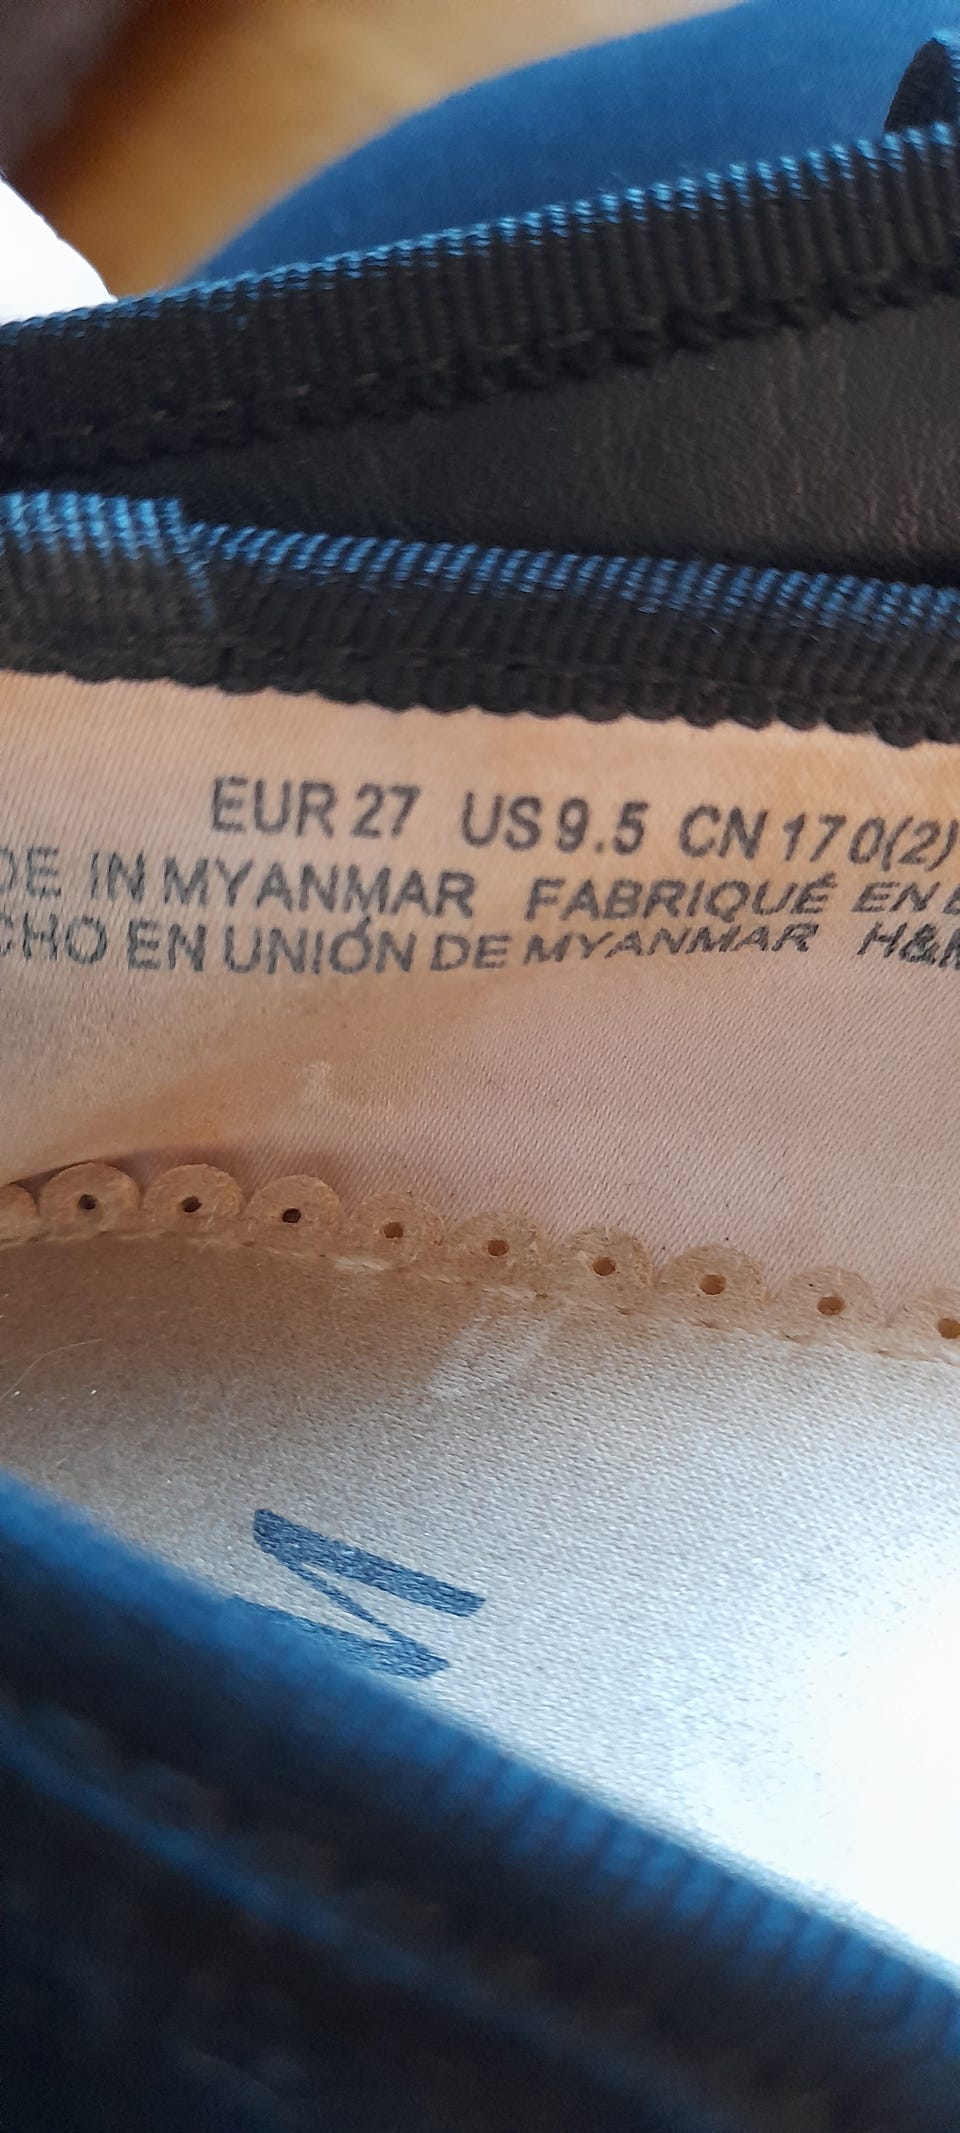 EUR 27 US 9.5 CN 170(2)
DE IN MYANMAR FABRIQUÉ EN
CHO EN UNIÓN DE MYANMAR H&M